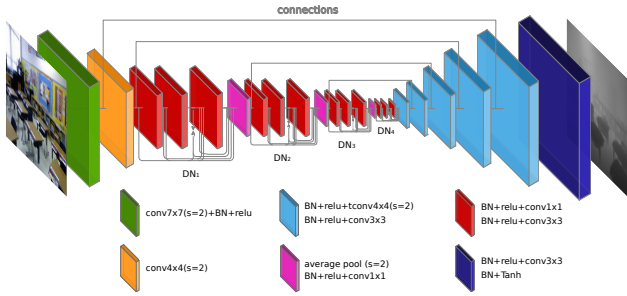 connections
DN₁
DN₂
DN₃
DN₄
conv7x7(s=2)+BN+relu
BN+relu+tconv4x4(s=2)
BN+relu+conv3x3
BN+relu+conv1x1
BN+relu+conv3x3
conv4x4(s=2)
average pool (s=2)
BN+relu+conv1x1
BN+relu+conv3x3
BN+Tanh